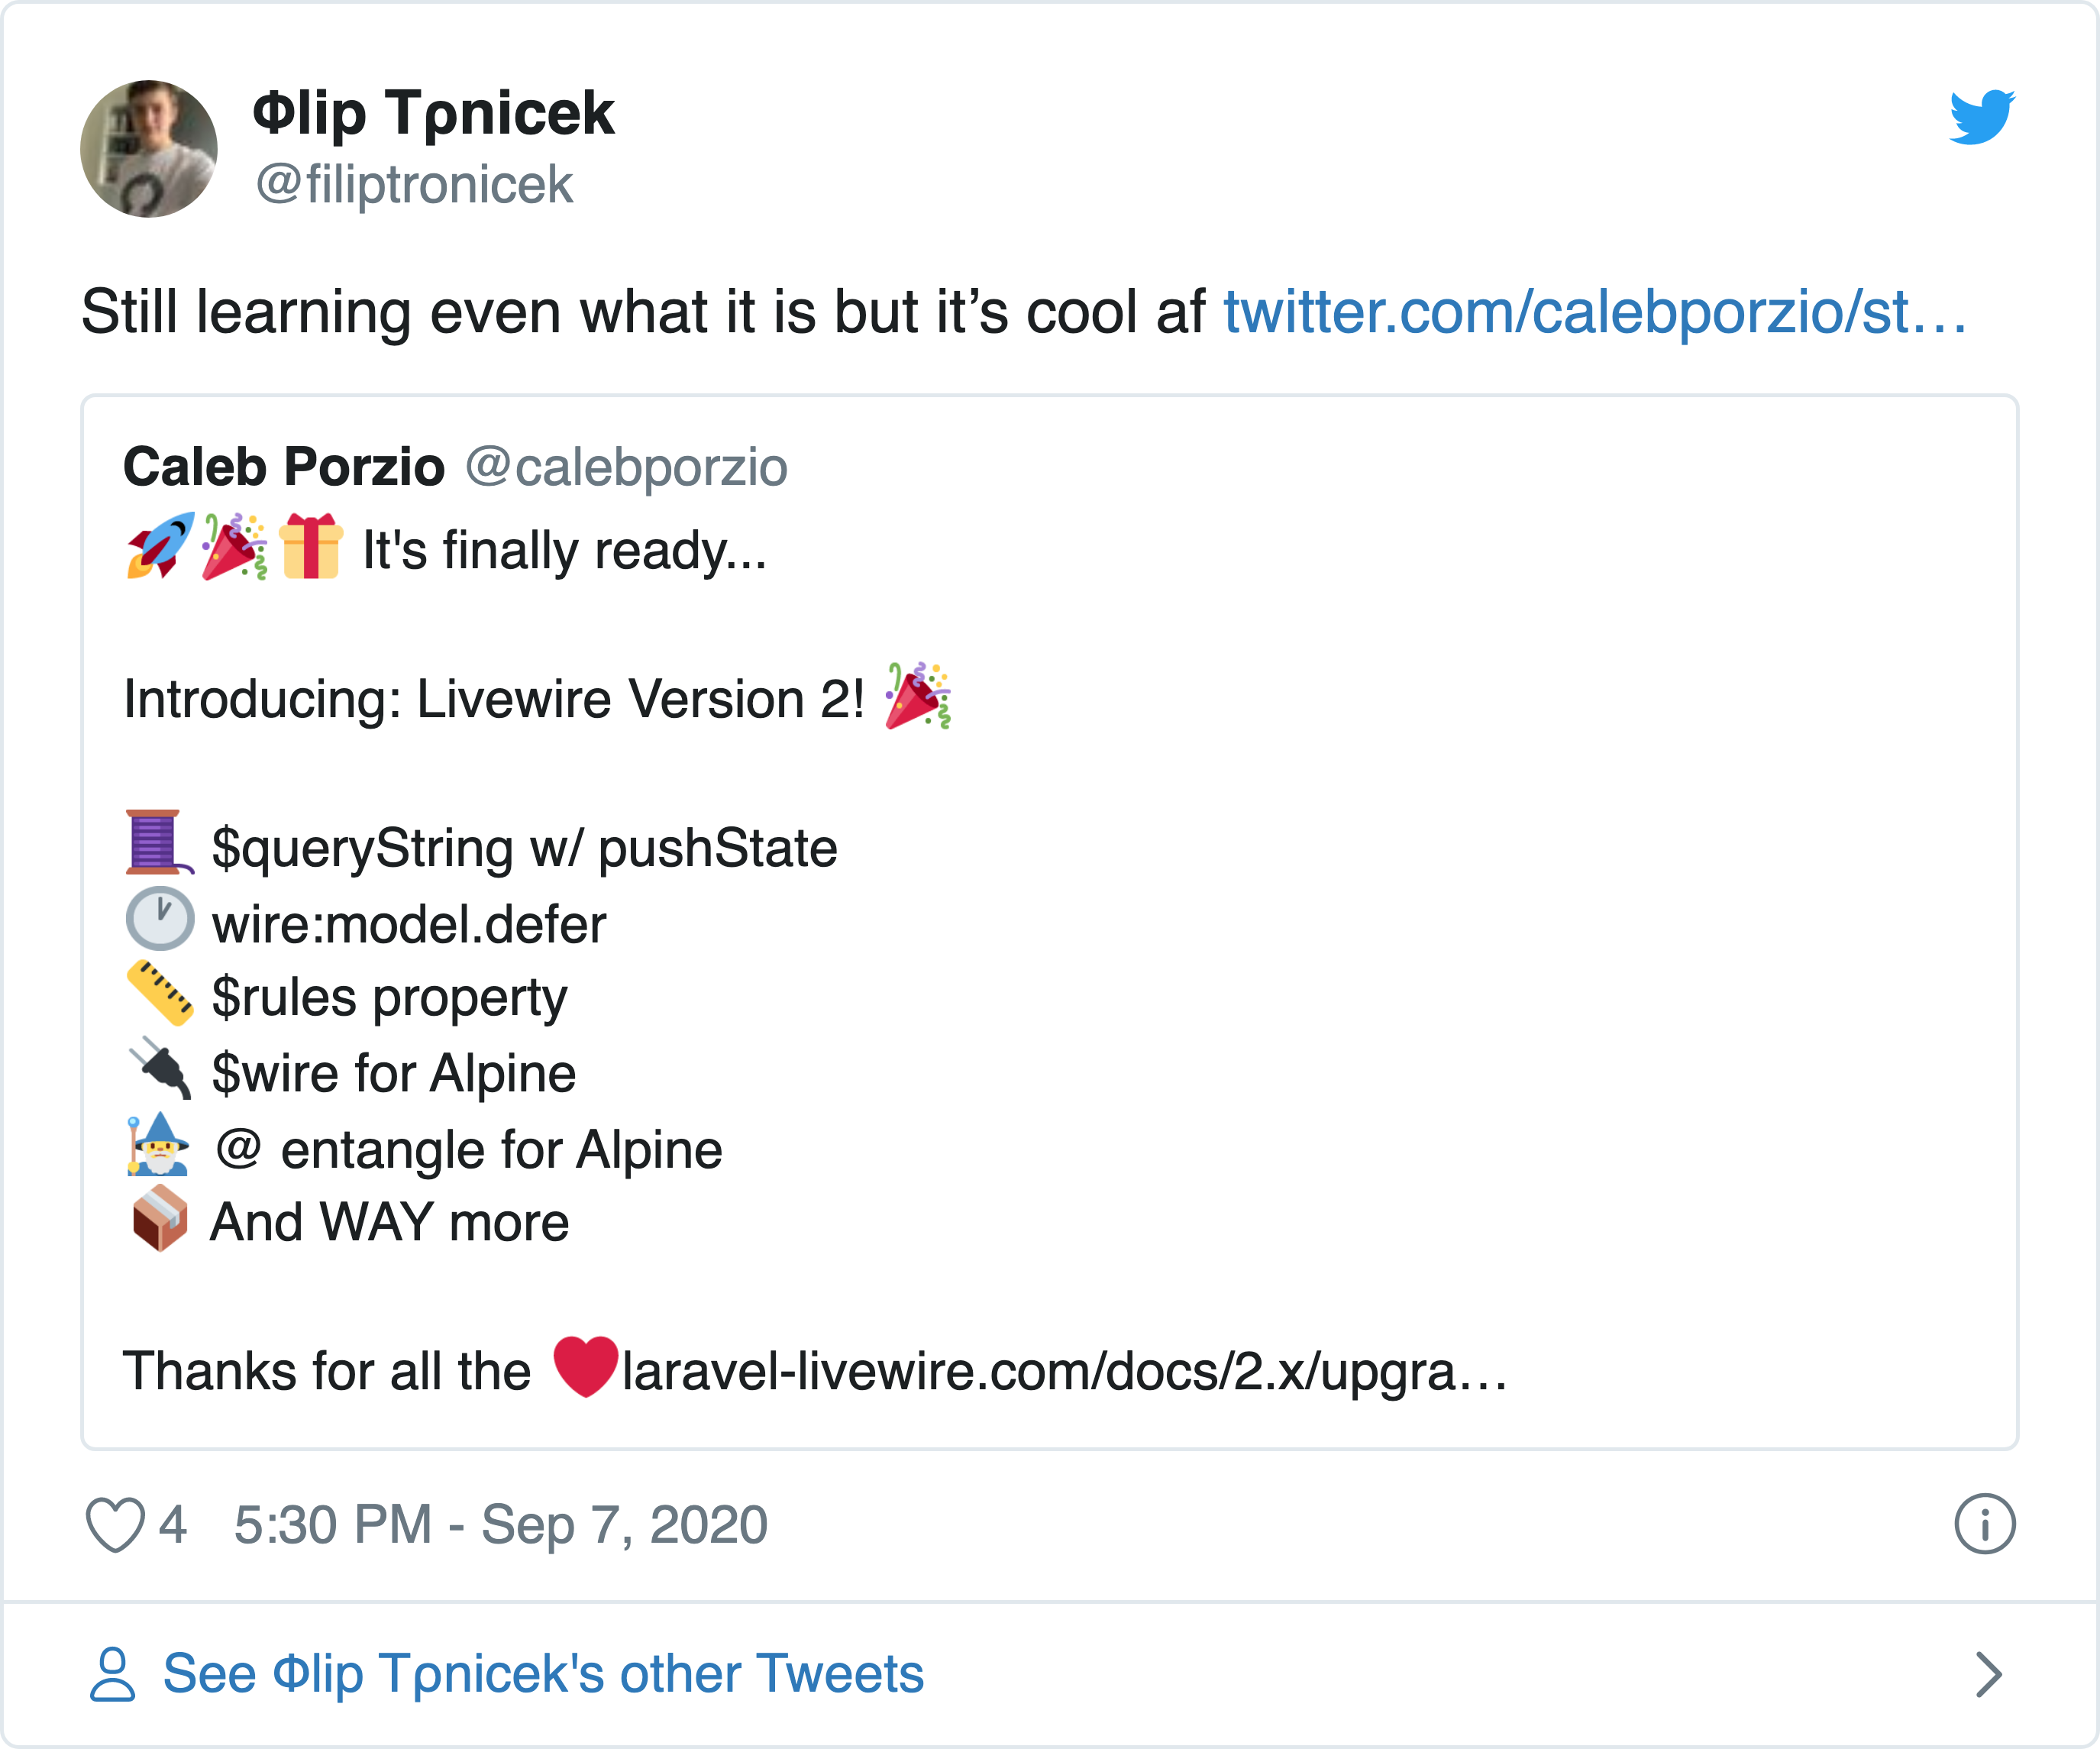 Φlip Tρnicek
@filiptronicek
Still learning even what it is but it’s cool af twitter.com/calebporzio/st…
Caleb Porzio @calebporzio
🚀🎉🎁 It's finally ready...
Introducing: Livewire Version 2! 🎉
🧵 $queryString w/ pushState
🕐 wire:model.defer
📏 $rules property
🔌 $wire for Alpine
🧙‍♂️ @ entangle for Alpine
📦 And WAY more
Thanks for all the ❤️laravel-livewire.com/docs/2.x/upgra…
4 5:30 PM - Sep 7, 2020
See Φlip Tρnicek's other Tweets